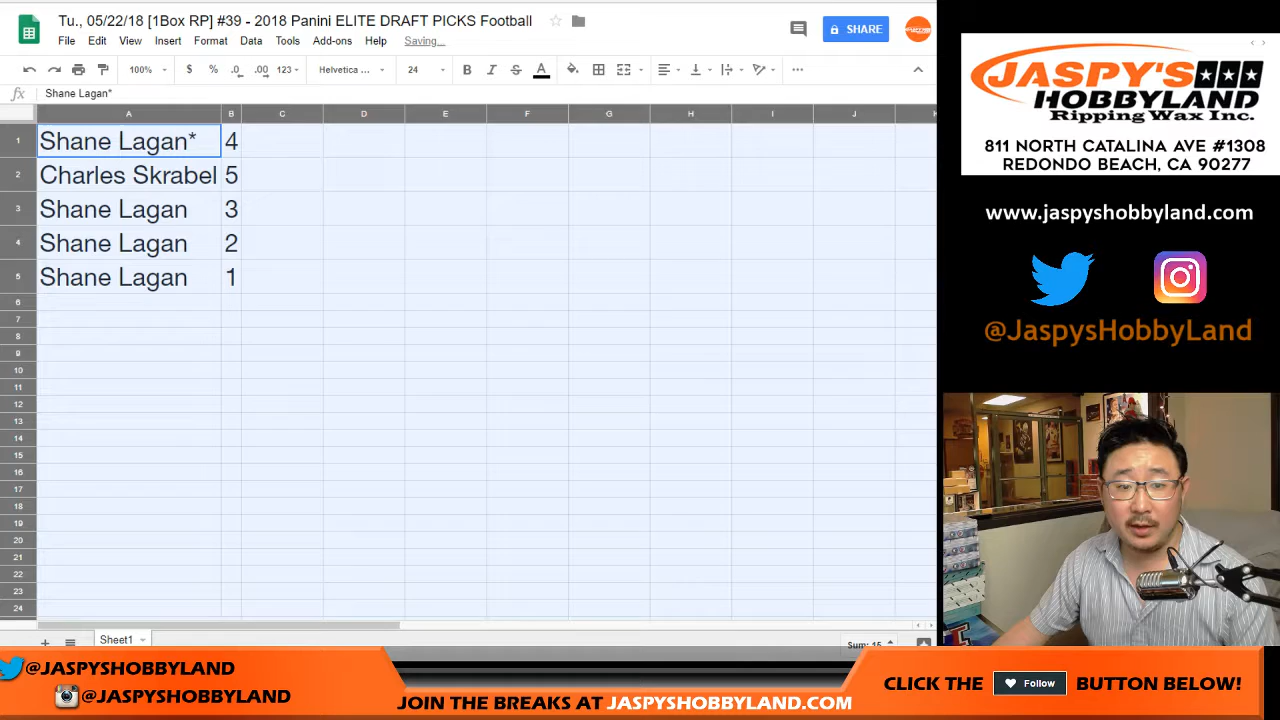 Tu., 05/22/18 [1Box RP] #39 - 2018 Panini ELITE DRAFT PICKS Football
File Edit View Insert Format Data Tools Add-ons Help Saving...
SHARE
100% $ % .0 .00 123 Helvetica ... 24 B I S A
fx Shane Lagan*
A B C D E F G H I J K
1 Shane Lagan* 4
2 Charles Skrabel 5
3 Shane Lagan 3
4 Shane Lagan 2
5 Shane Lagan 1
6
7
8
9
10
11
12
13
14
15
16
17
18
19
20
21
22
23
24
Sheet1
Sum: 15
JASPY'S
HOBBYLAND
Ripping Wax Inc.
811 NORTH CATALINA AVE #1308
REDONDO BEACH, CA 90277
www.jaspyshobbyland.com
@JaspysHobbyLand
@JASPYSHOBBYLAND
@JASPYSHOBBYLAND
JOIN THE BREAKS AT JASPYSHOBBYLAND.COM
CLICK THE Follow BUTTON BELOW!